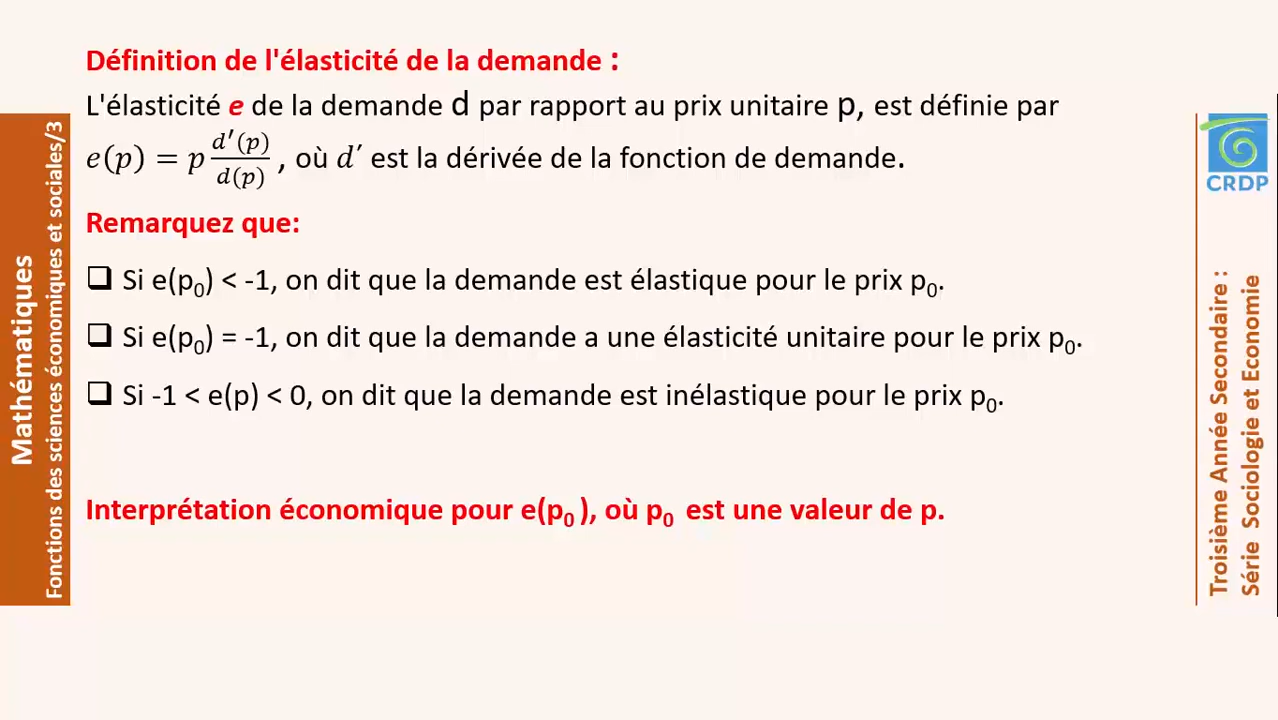 Définition de l'élasticité de la demande :
L'élasticité e de la demande d par rapport au prix unitaire p, est définie par
e(p) = p d′(p)/d(p) , où d′ est la dérivée de la fonction de demande.
Remarquez que:
❑ Si e(p₀) < -1, on dit que la demande est élastique pour le prix p₀.
❑ Si e(p₀) = -1, on dit que la demande a une élasticité unitaire pour le prix p₀.
❑ Si -1 < e(p) < 0, on dit que la demande est inélastique pour le prix p₀.
Interprétation économique pour e(p₀ ), où p₀ est une valeur de p.
Mathématiques
Fonctions des sciences économiques et sociales/3
CRDP
Troisième Année Secondaire :
Série Sociologie et Economie